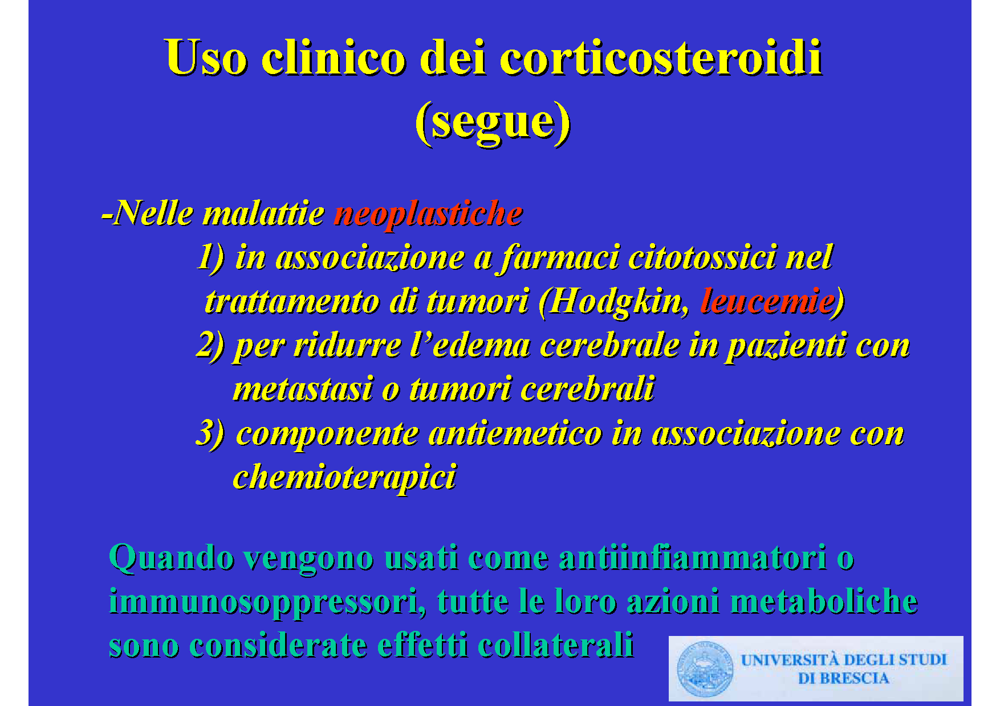 Uso clinico dei corticosteroidi
(segue)
-Nelle malattie neoplastiche
1) in associazione a farmaci citotossici nel
trattamento di tumori (Hodgkin, leucemie)
2) per ridurre l’edema cerebrale in pazienti con
metastasi o tumori cerebrali
3) componente antiemetico in associazione con
chemioterapici
Quando vengono usati come antiinfiammatori o
immunosoppressori, tutte le loro azioni metaboliche
sono considerate effetti collaterali
UNIVERSITÀ DEGLI STUDI
DI BRESCIA